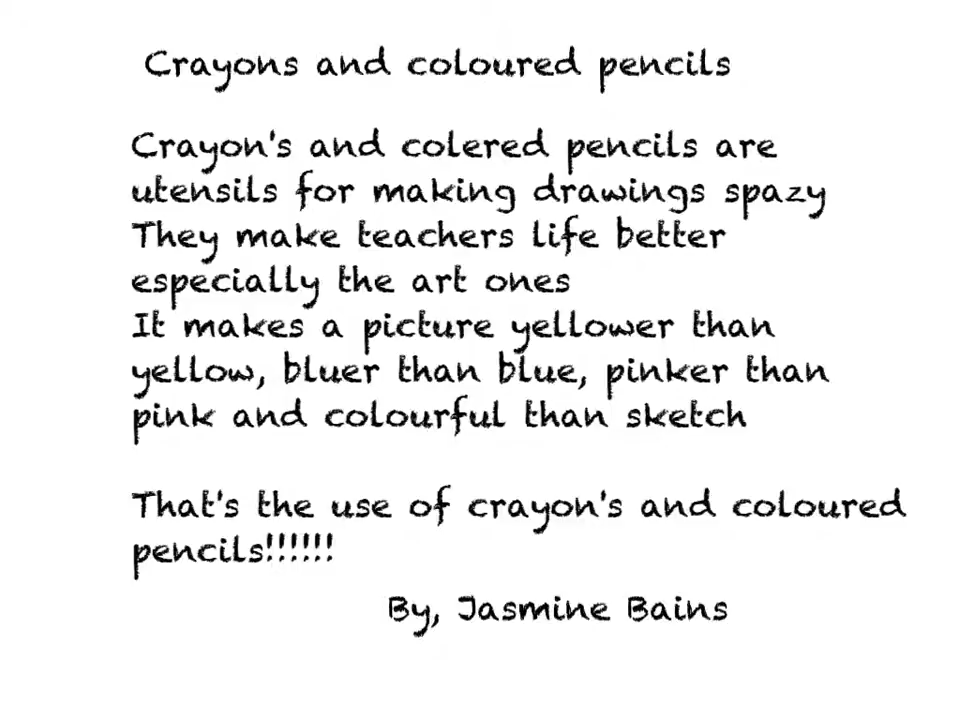 Crayons and coloured pencils
Crayon's and colered pencils are
utensils for making drawings spazy
They make teachers life better
especially the art ones
It makes a picture yellower than
yellow, bluer than blue, pinker than
pink and colourful than sketch
That's the use of crayon's and coloured
pencils!!!!!!
By, Jasmine Bains